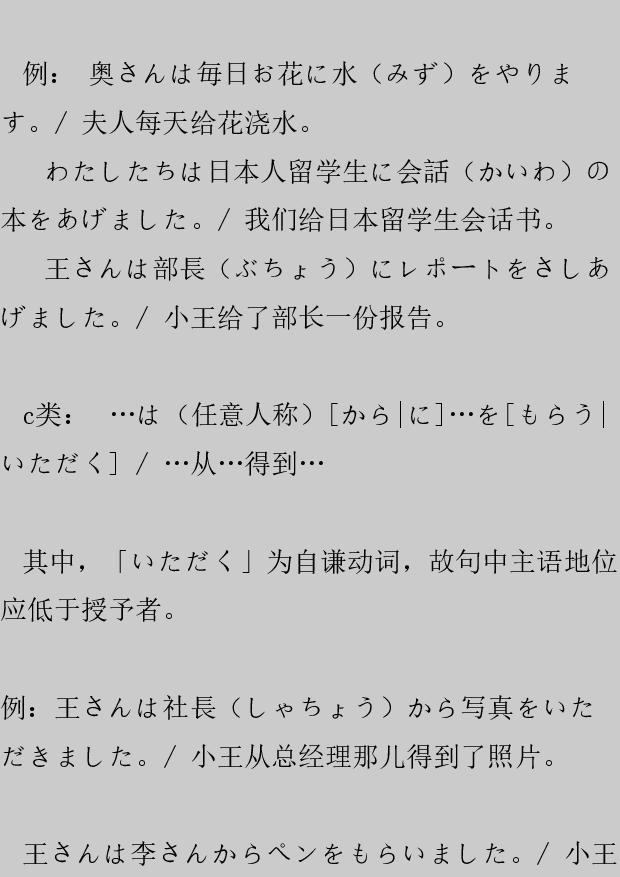 例： 奥さんは毎日お花に水（みず）をやりま
す。/ 夫人每天给花浇水。
わたしたちは日本人留学生に会話（かいわ）の
本をあげました。/ 我们给日本留学生会话书。
王さんは部長（ぶちょう）にレポートをさしあ
げました。/ 小王给了部长一份报告。
c类： …は（任意人称）[から|に]…を[もらう|
いただく] / …从…得到…
其中，「いただく」为自谦动词，故句中主语地位
应低于授予者。
例：王さんは社長（しゃちょう）から写真をいた
だきました。/ 小王从总经理那儿得到了照片。
王さんは李さんからペンをもらいました。/ 小王